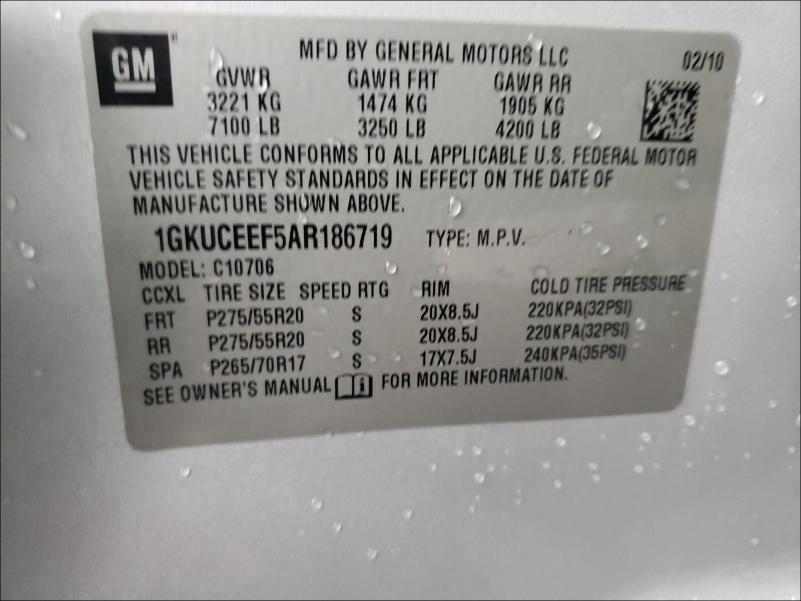 GM
MFD BY GENERAL MOTORS LLC 02/10
GVWR GAWR FRT GAWR RR
3221 KG 1474 KG 1905 KG
7100 LB 3250 LB 4200 LB
THIS VEHICLE CONFORMS TO ALL APPLICABLE U.S. FEDERAL MOTOR
VEHICLE SAFETY STANDARDS IN EFFECT ON THE DATE OF
MANUFACTURE SHOWN ABOVE.
1GKUCEEF5AR186719 TYPE: M.P.V.
MODEL: C10706
CCXL TIRE SIZE SPEED RTG RIM COLD TIRE PRESSURE
FRT P275/55R20 S 20X8.5J 220KPA(32PSI)
RR P275/55R20 S 20X8.5J 220KPA(32PSI)
SPA P265/70R17 S 17X7.5J 240KPA(35PSI)
SEE OWNER'S MANUAL FOR MORE INFORMATION.